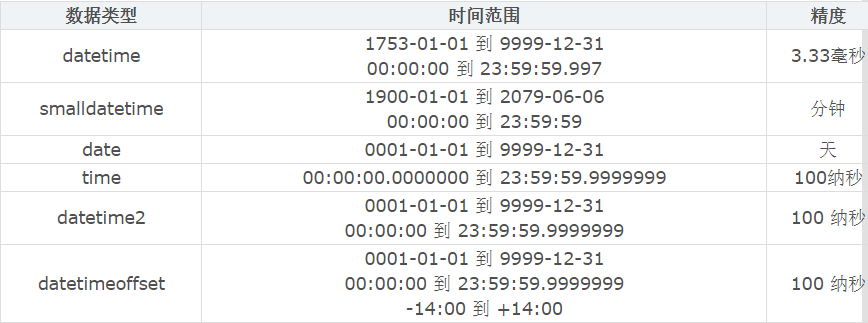 数据类型 时间范围 精度
datetime 1753-01-01 到 9999-12-31
00:00:00 到 23:59:59.997 3.33毫秒
smalldatetime 1900-01-01 到 2079-06-06
00:00:00 到 23:59:59 分钟
date 0001-01-01 到 9999-12-31 天
time 00:00:00.0000000 到 23:59:59.9999999 100纳秒
datetime2 0001-01-01 到 9999-12-31
00:00:00 到 23:59:59.9999999 100 纳秒
datetimeoffset 0001-01-01 到 9999-12-31
00:00:00 到 23:59:59.9999999 100 纳秒
-14:00 到 +14:00